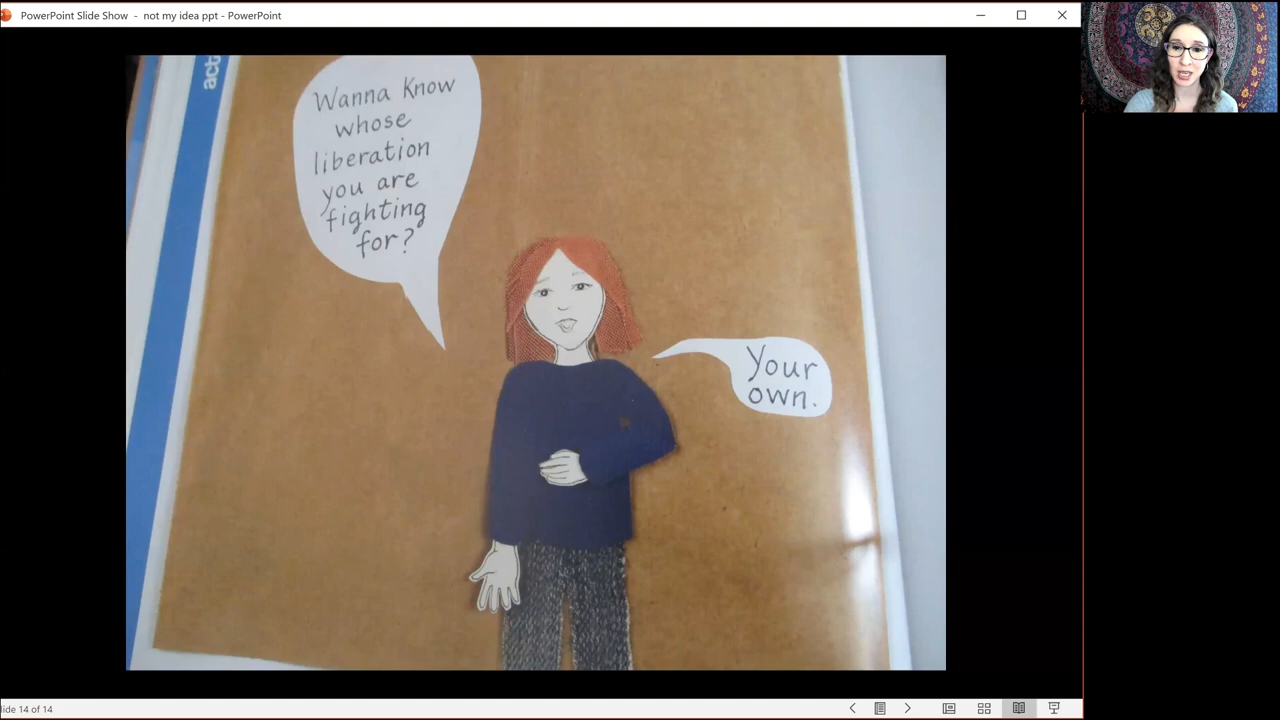 PowerPoint Slide Show - not my idea ppt - PowerPoint
act
Wanna Know
whose
liberation
you are
fighting
for?
Your
own.
lide 14 of 14